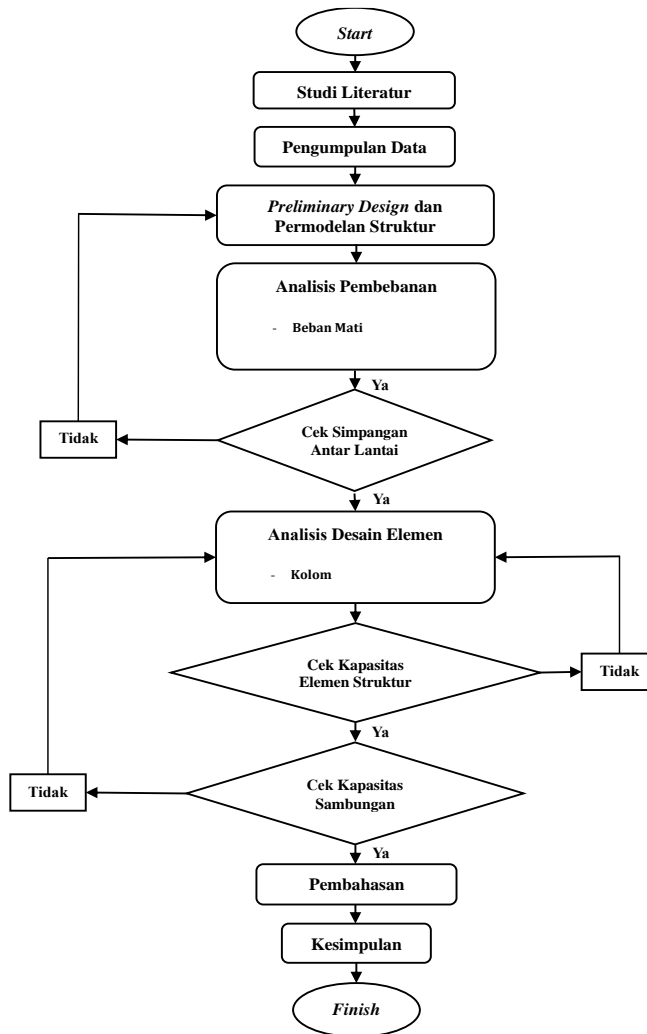 Start
Studi Literatur
Pengumpulan Data
Preliminary Design dan
Permodelan Struktur
Analisis Pembebanan
- Beban Mati
Ya
Tidak
Cek Simpangan
Antar Lantai
Ya
Analisis Desain Elemen
- Kolom
Cek Kapasitas
Elemen Struktur
Tidak
Ya
Tidak
Cek Kapasitas
Sambungan
Ya
Pembahasan
Kesimpulan
Finish